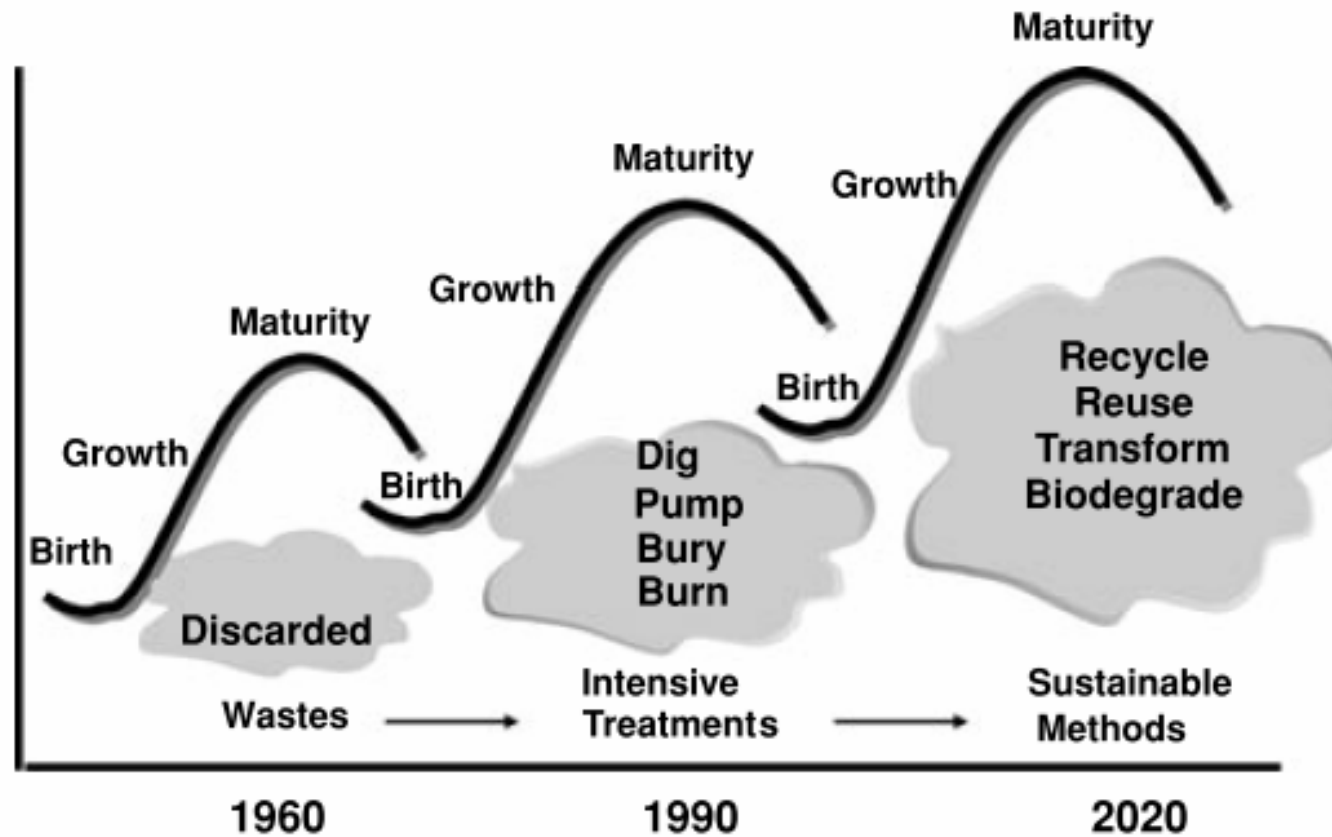 Maturity
Maturity
Growth
Growth
Maturity
Recycle
Reuse
Transform
Biodegrade
Birth
Growth
Birth
Dig
Pump
Bury
Burn
Birth
Discarded
Wastes
Intensive
Treatments
Sustainable
Methods
1960
1990
2020